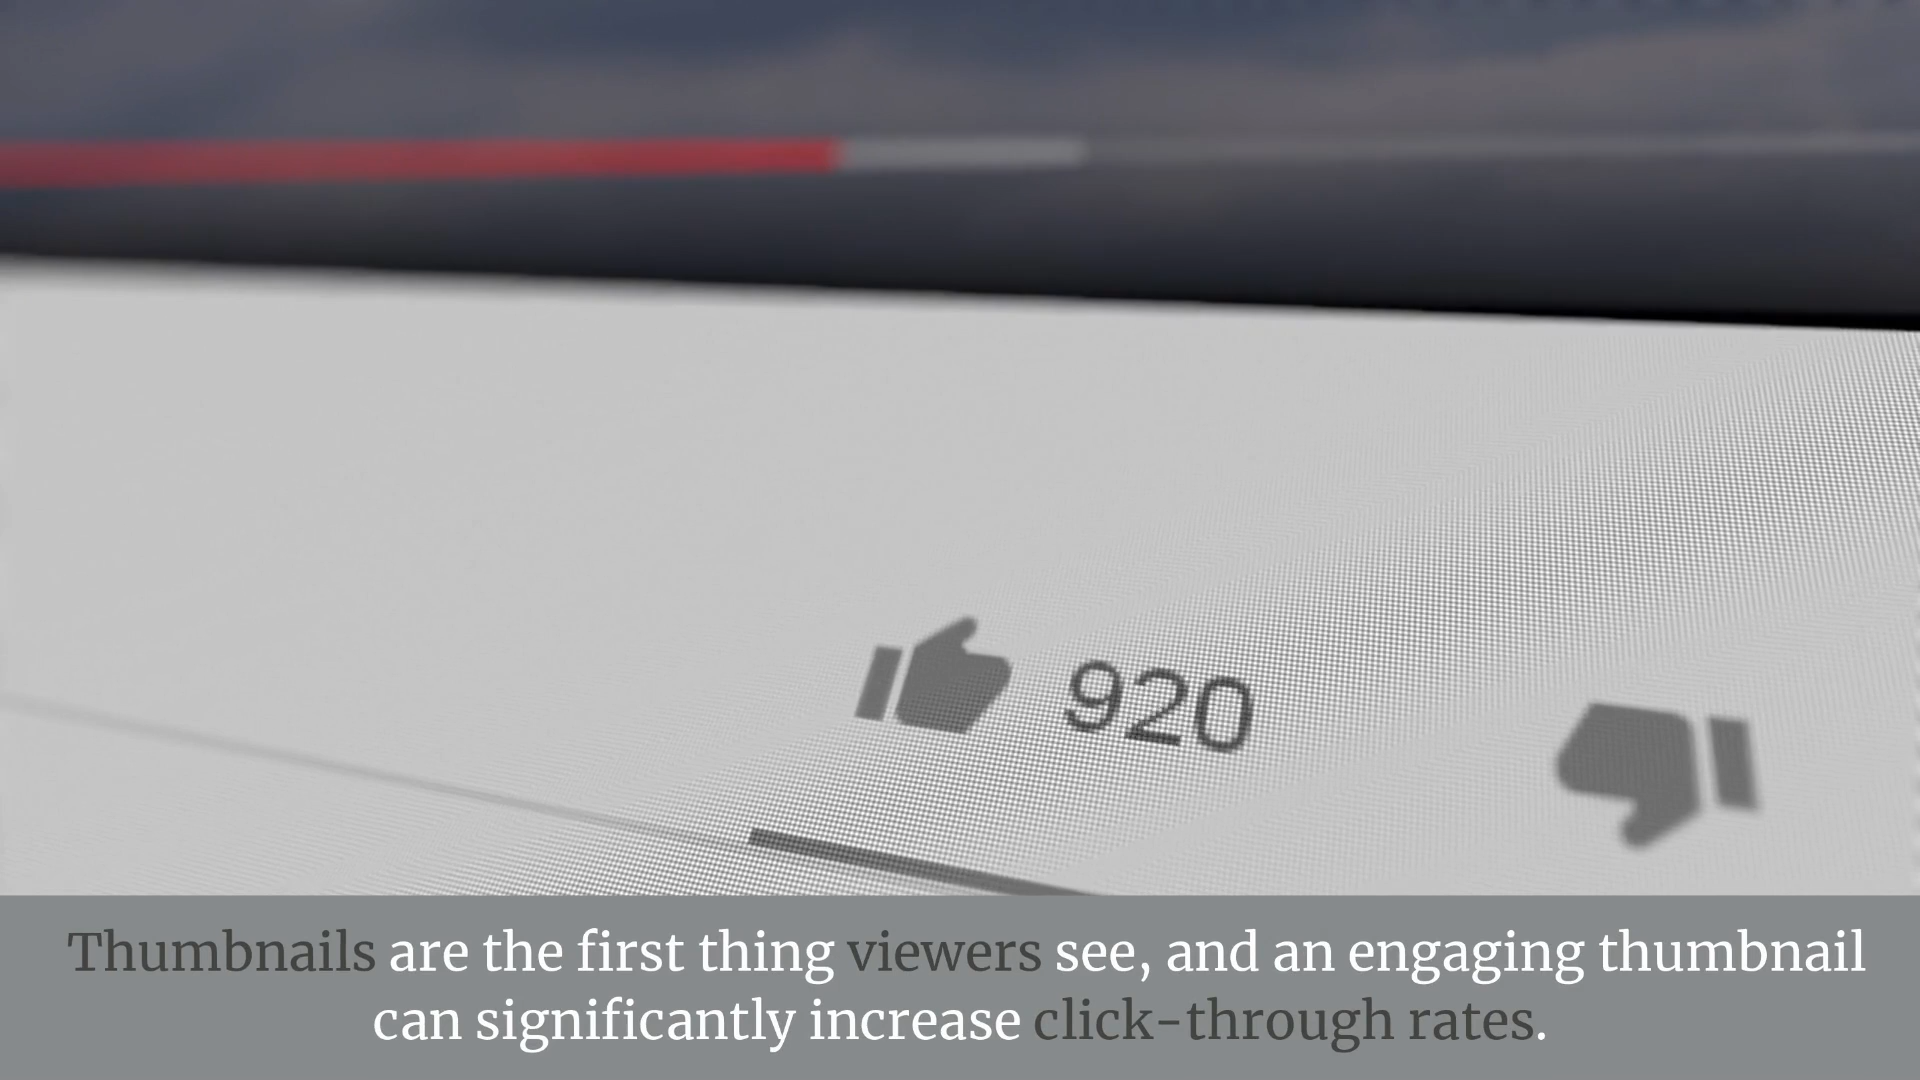 920
Thumbnails are the first thing viewers see, and an engaging thumbnail
can significantly increase click-through rates.